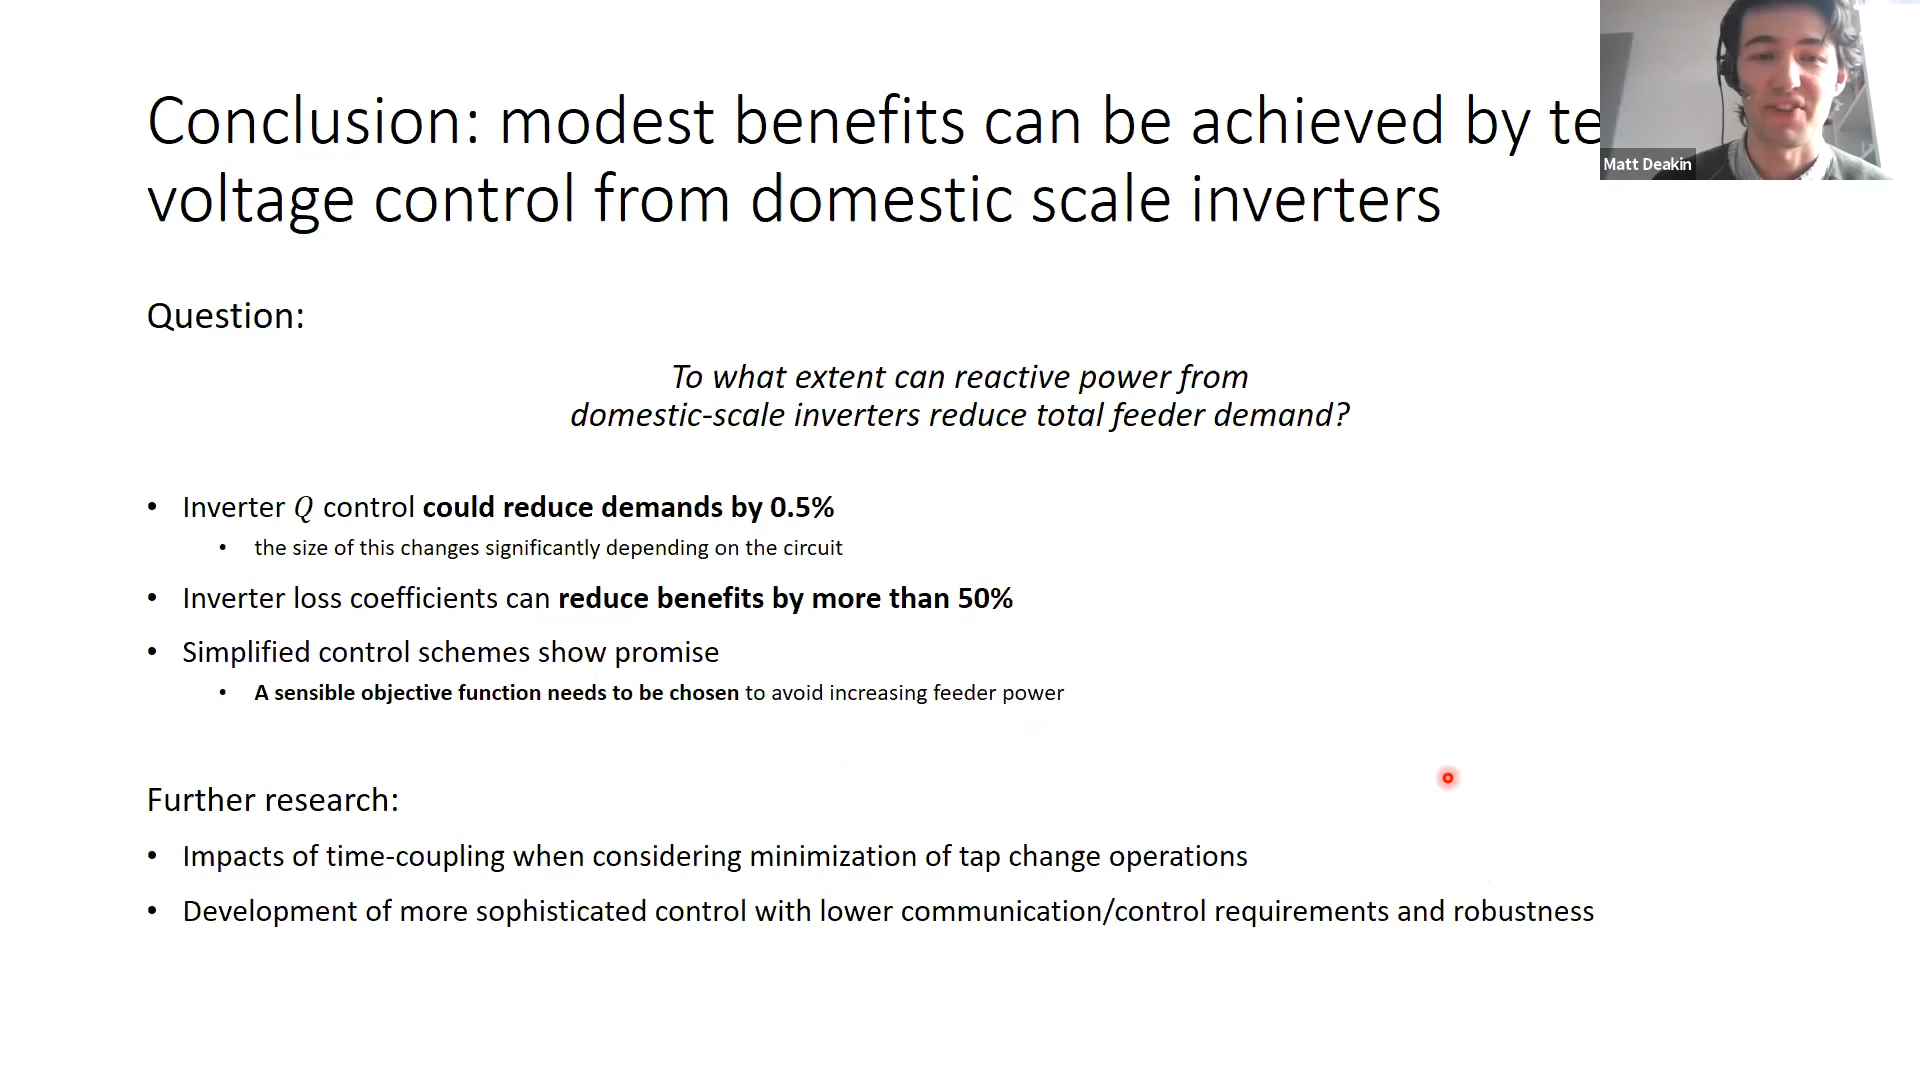 Conclusion: modest benefits can be achieved by
voltage control from domestic scale inverters
Matt Deakin
Question:
To what extent can reactive power from
domestic-scale inverters reduce total feeder demand?
• Inverter Q control could reduce demands by 0.5%
• the size of this changes significantly depending on the circuit
• Inverter loss coefficients can reduce benefits by more than 50%
• Simplified control schemes show promise
• A sensible objective function needs to be chosen to avoid increasing feeder power
Further research:
• Impacts of time-coupling when considering minimization of tap change operations
• Development of more sophisticated control with lower communication/control requirements and robustness